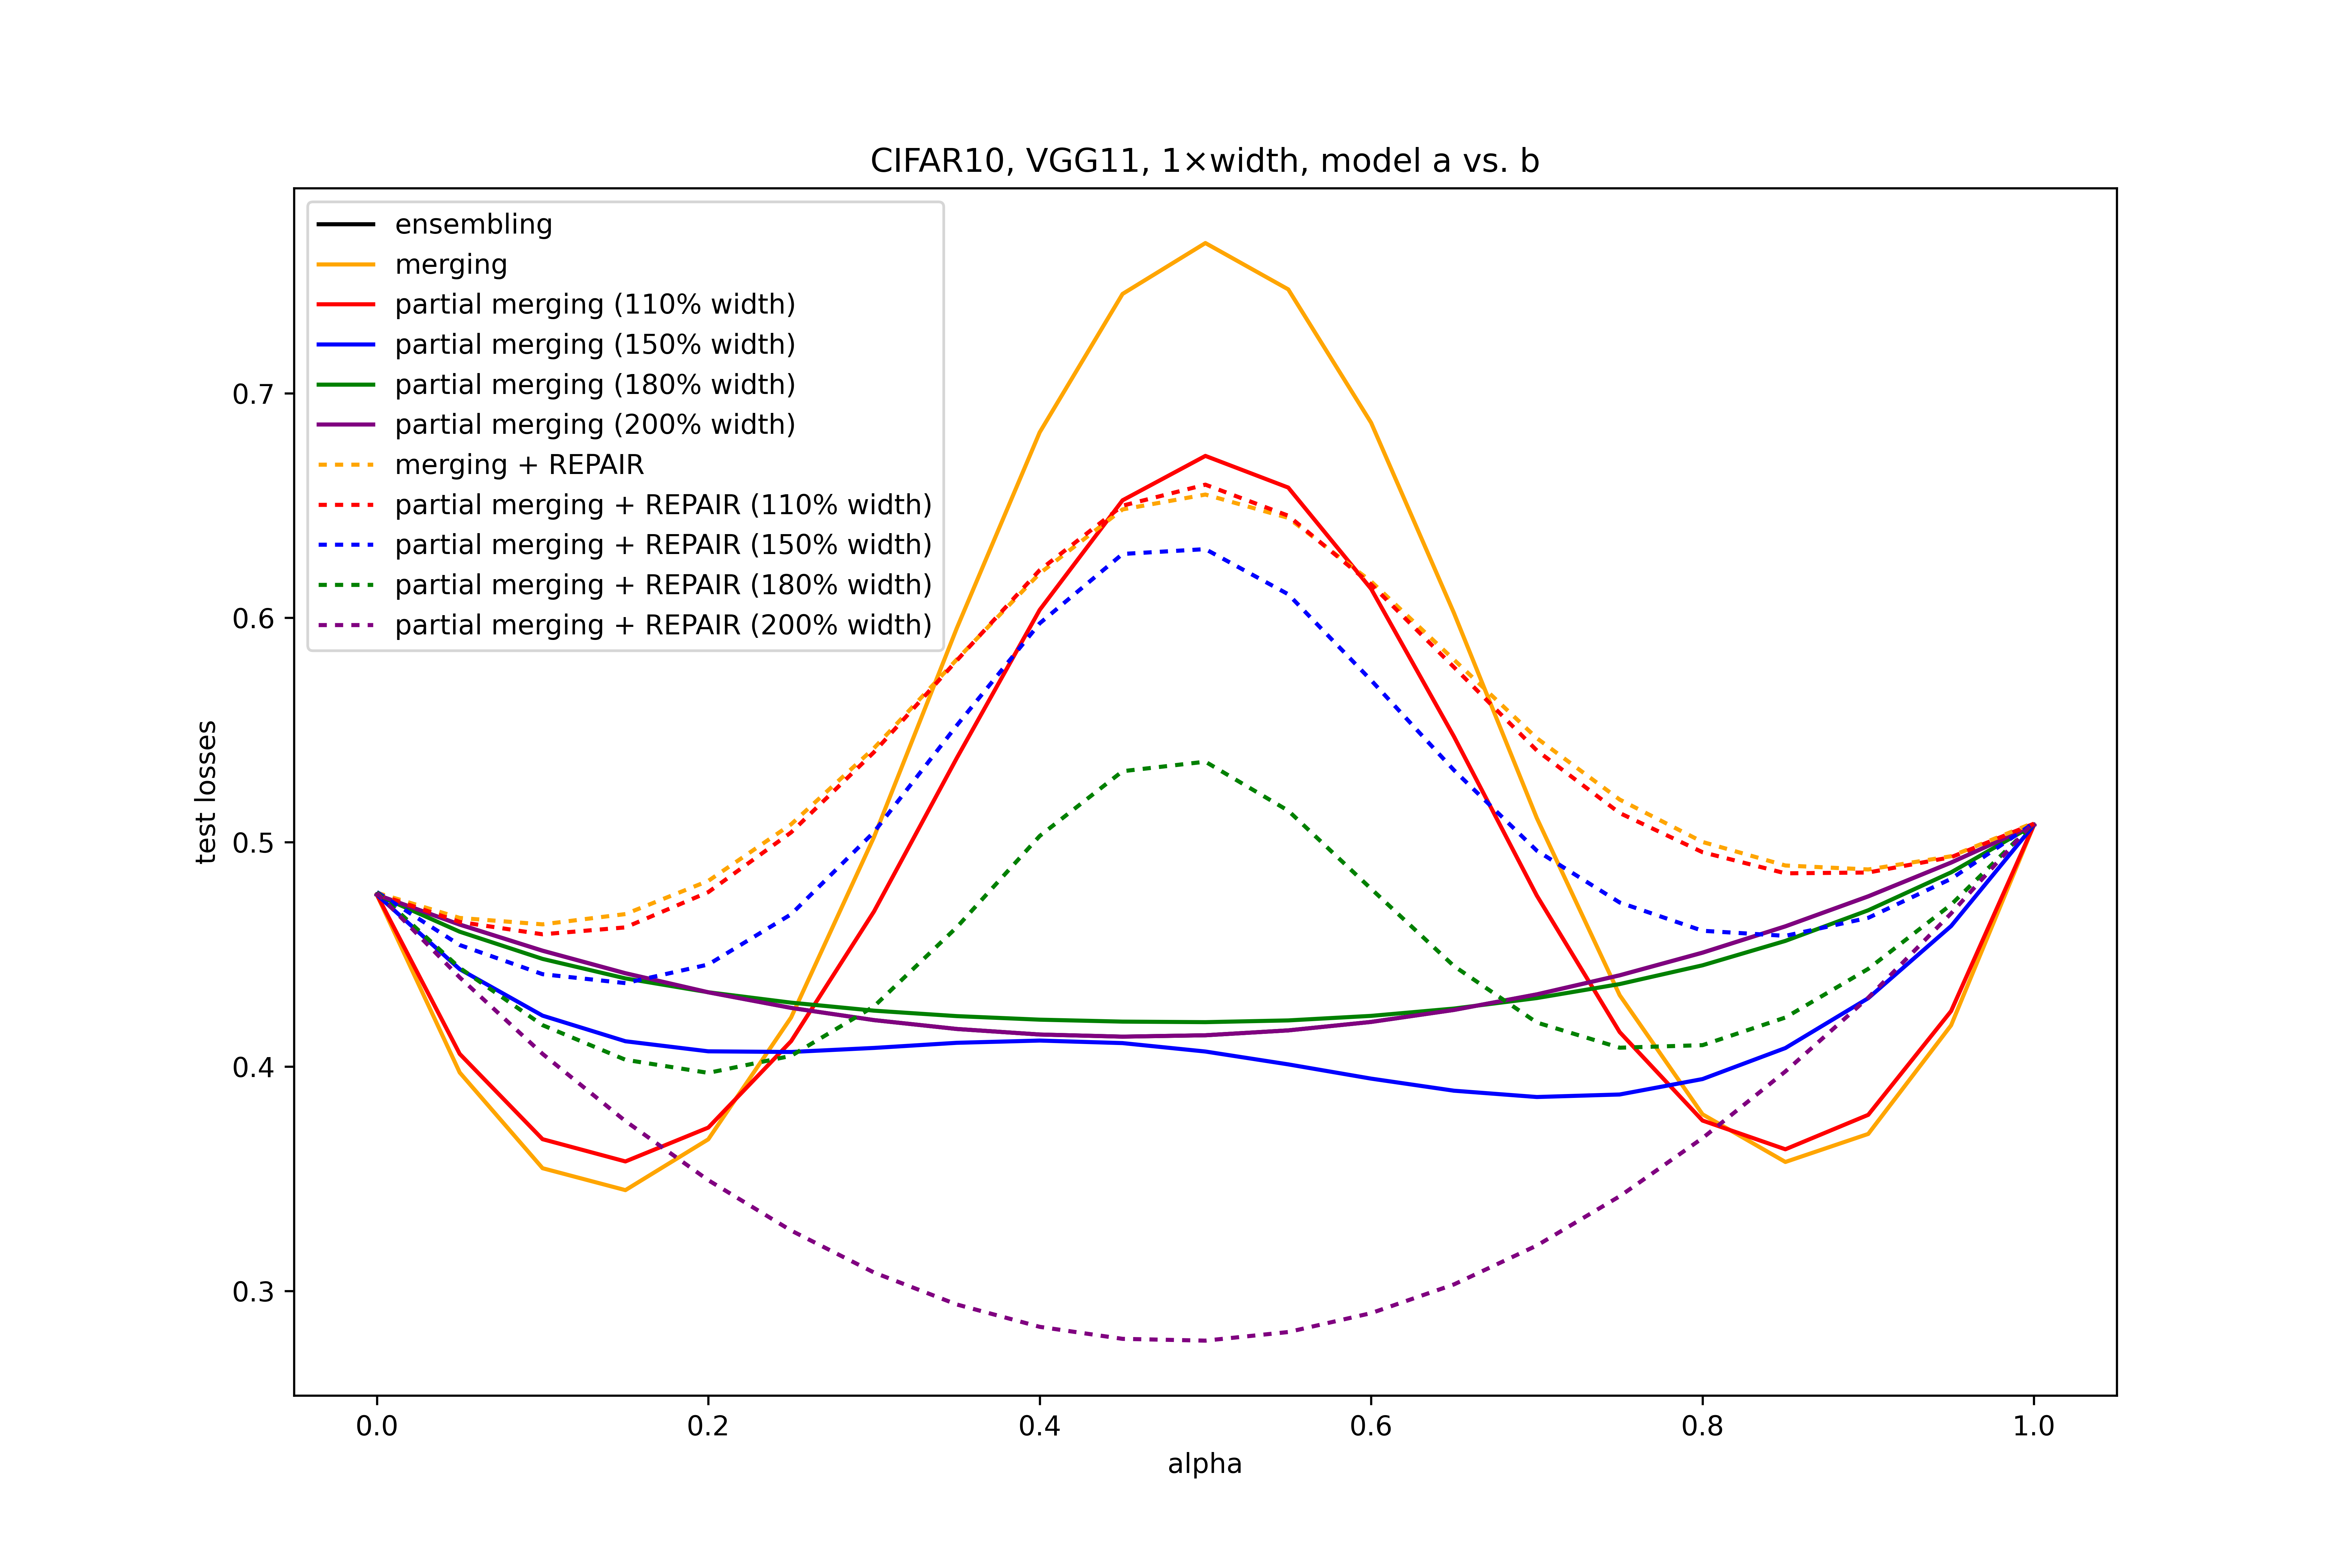 CIFAR10, VGG11, 1×width, model a vs. b
ensembling
merging
partial merging (110% width)
partial merging (150% width)
partial merging (180% width)
partial merging (200% width)
merging + REPAIR
partial merging + REPAIR (110% width)
partial merging + REPAIR (150% width)
partial merging + REPAIR (180% width)
partial merging + REPAIR (200% width)
test losses
0.7
0.6
0.5
0.4
0.3
0.0 0.2 0.4 0.6 0.8 1.0
alpha